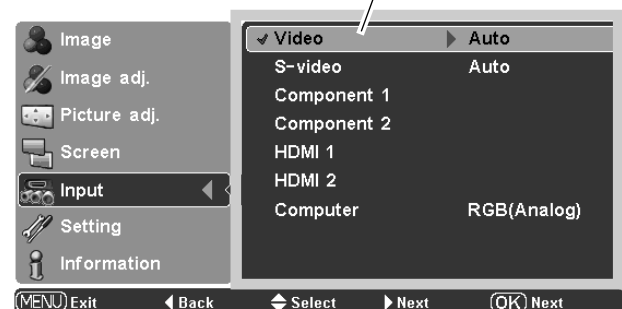 Image
Image adj.
Picture adj.
Screen
Input
Setting
Information
Video Auto
S-video Auto
Component 1
Component 2
HDMI 1
HDMI 2
Computer RGB(Analog)
MENU Exit Back Select Next OK Next